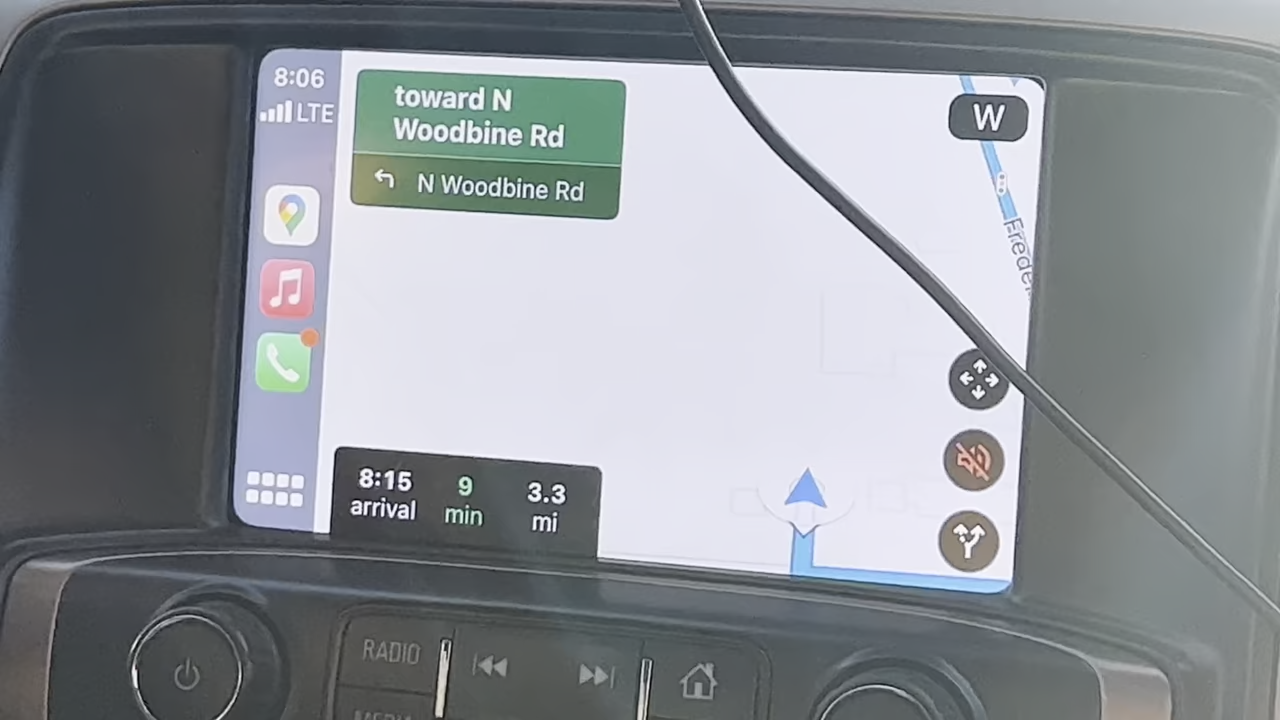 8:06
LTE
toward N
Woodbine Rd
N Woodbine Rd
W
8:15
arrival
9
min
3.3
mi
RADIO